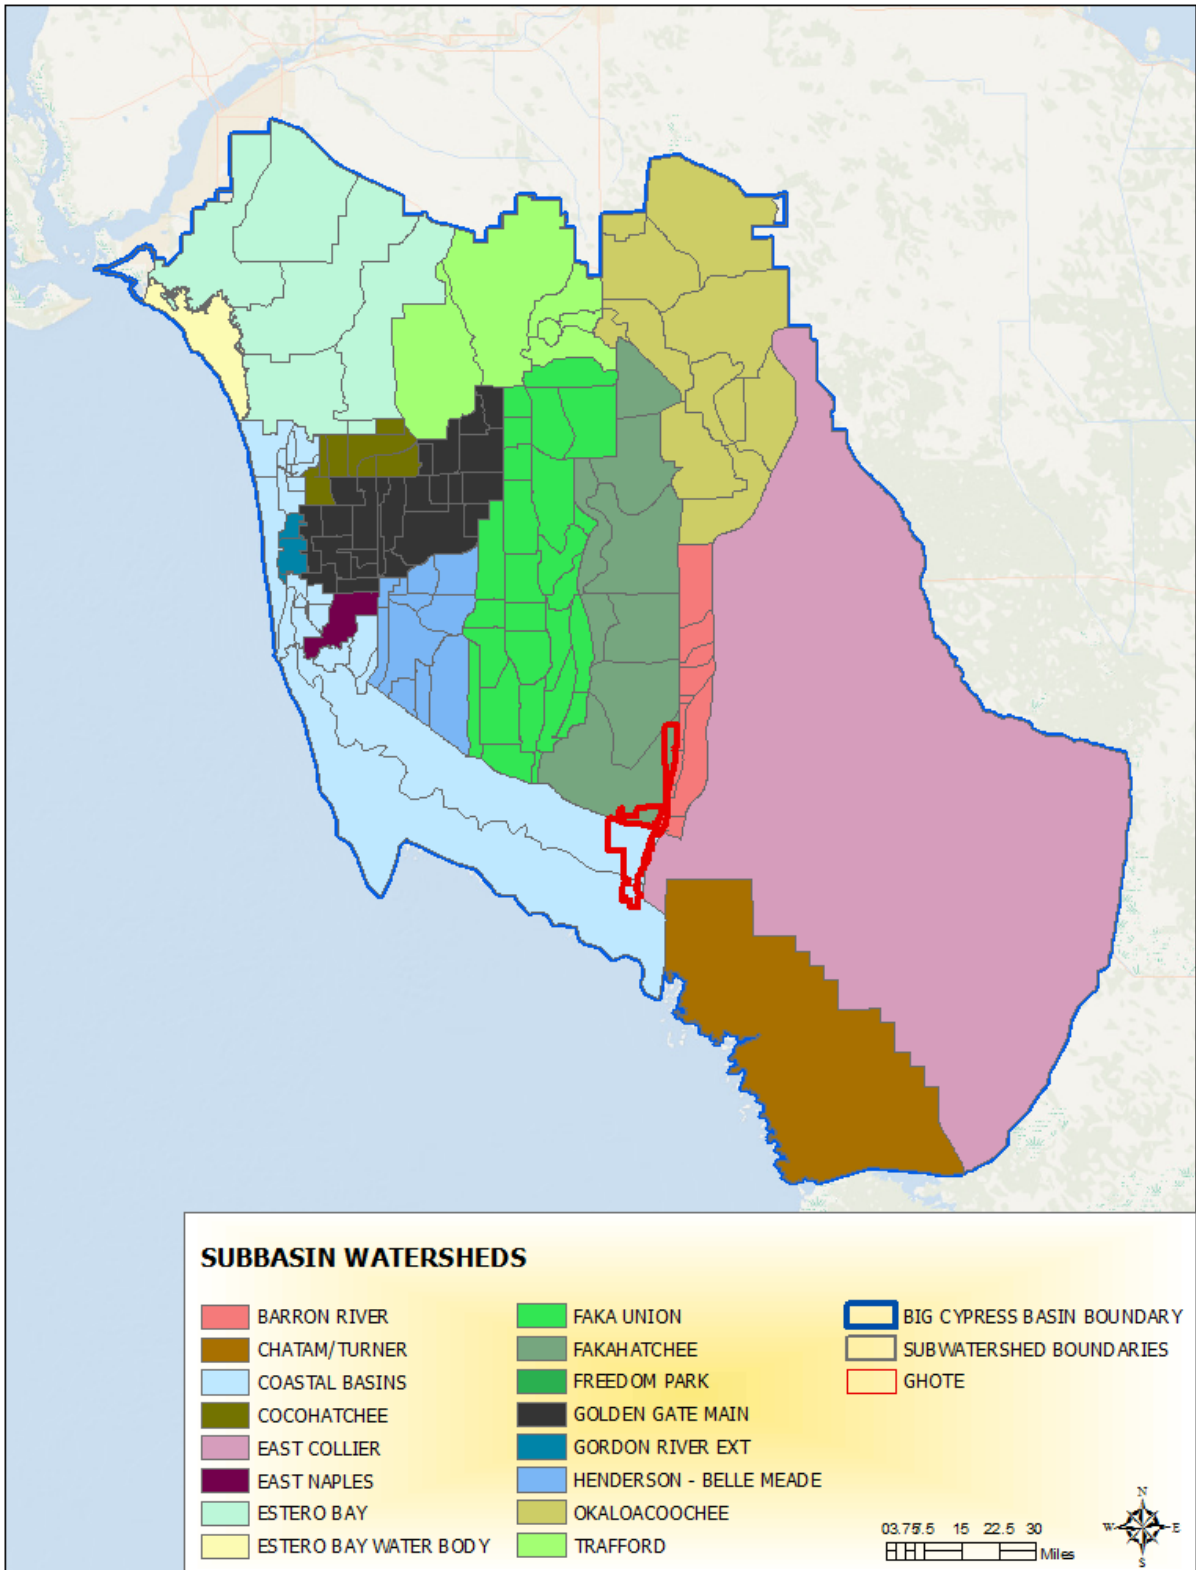 SUBBASIN WATERSHEDS
BARRON RIVER
CHATAM/TURNER
COASTAL BASINS
COCOHATCHEE
EAST COLLIER
EAST NAPLES
ESTERO BAY
ESTERO BAY WATER BODY
FAKA UNION
FAKAHATCHEE
FREEDOM PARK
GOLDEN GATE MAIN
GORDON RIVER EXT
HENDERSON - BELLE MEADE
OKALOACOOCHEE
TRAFFORD
BIG CYPRESS BASIN BOUNDARY
SUBWATERSHED BOUNDARIES
GHOTE
N
W E
S
03.757.5 15 22.5 30
Miles